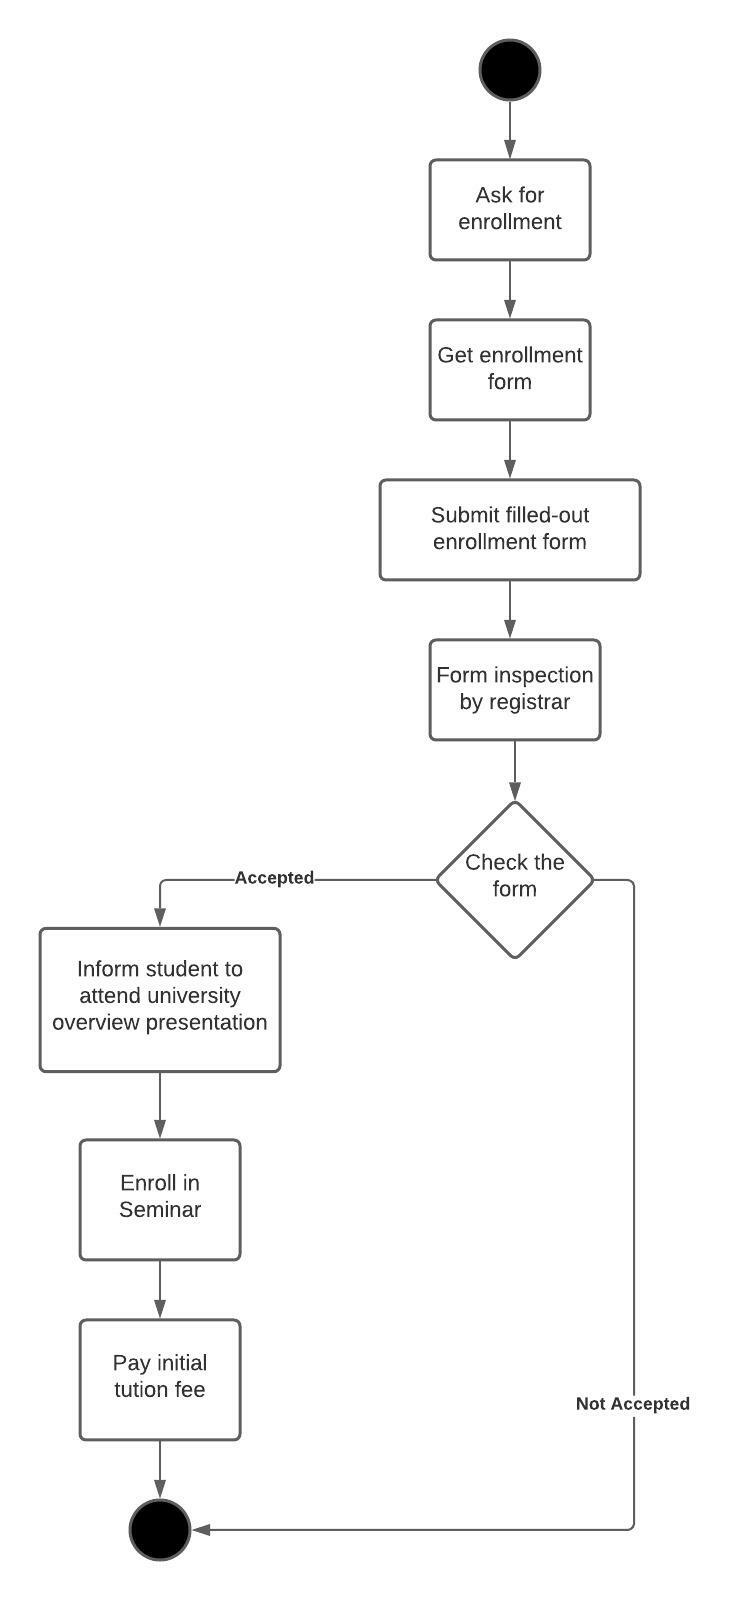 Ask for
enrollment
Get enrollment
form
Submit filled-out
enrollment form
Form inspection
by registrar
Check the
form
Accepted
Inform student to
attend university
overview presentation
Enroll in
Seminar
Pay initial
tution fee
Not Accepted